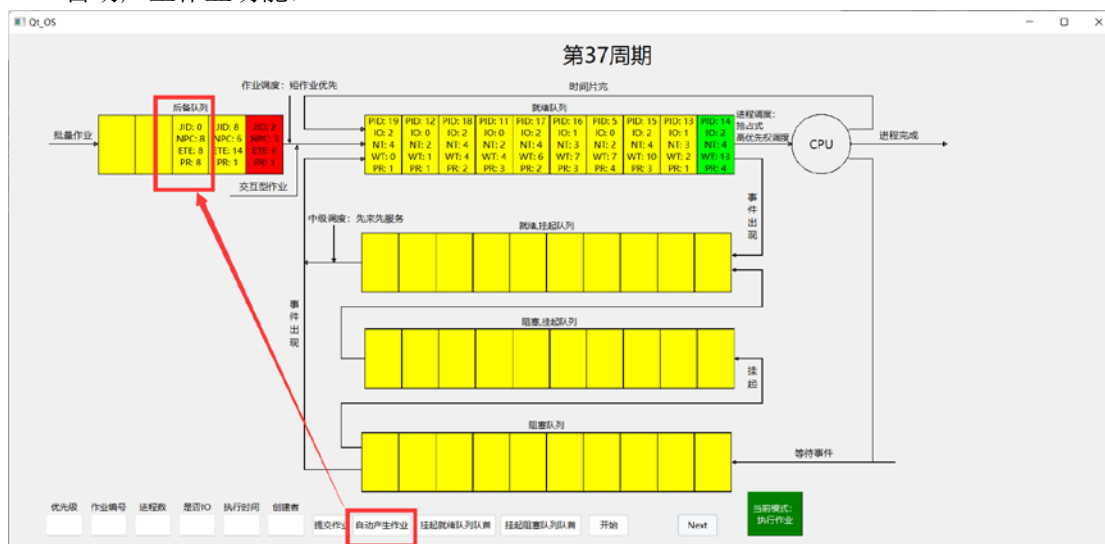 自动产生作业功能：
Qt_OS
第37周期
作业调度：短作业优先
时间片完
后备队列
就绪队列
批量作业
JID: 0
NPC: 8
ETE: 8
PR: 8
JID: 8
NPC: 6
ETE: 14
PR: 1
JID: 2
NPC: 3
ETE: 6
PR: 1
PID: 19
IO: 2
NT: 4
WT: 0
PR: 1
PID: 12
IO: 0
NT: 2
WT: 1
PR: 1
PID: 18
IO: 2
NT: 4
WT: 4
PR: 2
PID: 11
IO: 0
NT: 2
WT: 4
PR: 3
PID: 17
IO: 2
NT: 4
WT: 6
PR: 2
PID: 16
IO: 1
NT: 3
WT: 7
PR: 3
PID: 5
IO: 0
NT: 2
WT: 7
PR: 4
PID: 15
IO: 2
NT: 4
WT: 10
PR: 3
PID: 13
IO: 1
NT: 3
WT: 2
PR: 1
PID: 14
IO: 2
NT: 4
WT: 13
PR: 4
进程调度：
抢占式
高优先权调度
CPU
进程完成
交互型作业
事件出现
中级调度：先来先服务
就绪,挂起队列
事件出现
阻塞,挂起队列
挂起
阻塞队列
等待事件
优先级 作业编号 进程数 是否IO 执行时间 创建者
提交作业 自动产生作业 挂起就绪队列队首 挂起阻塞队列队首 开始 Next
当前模式：
执行作业